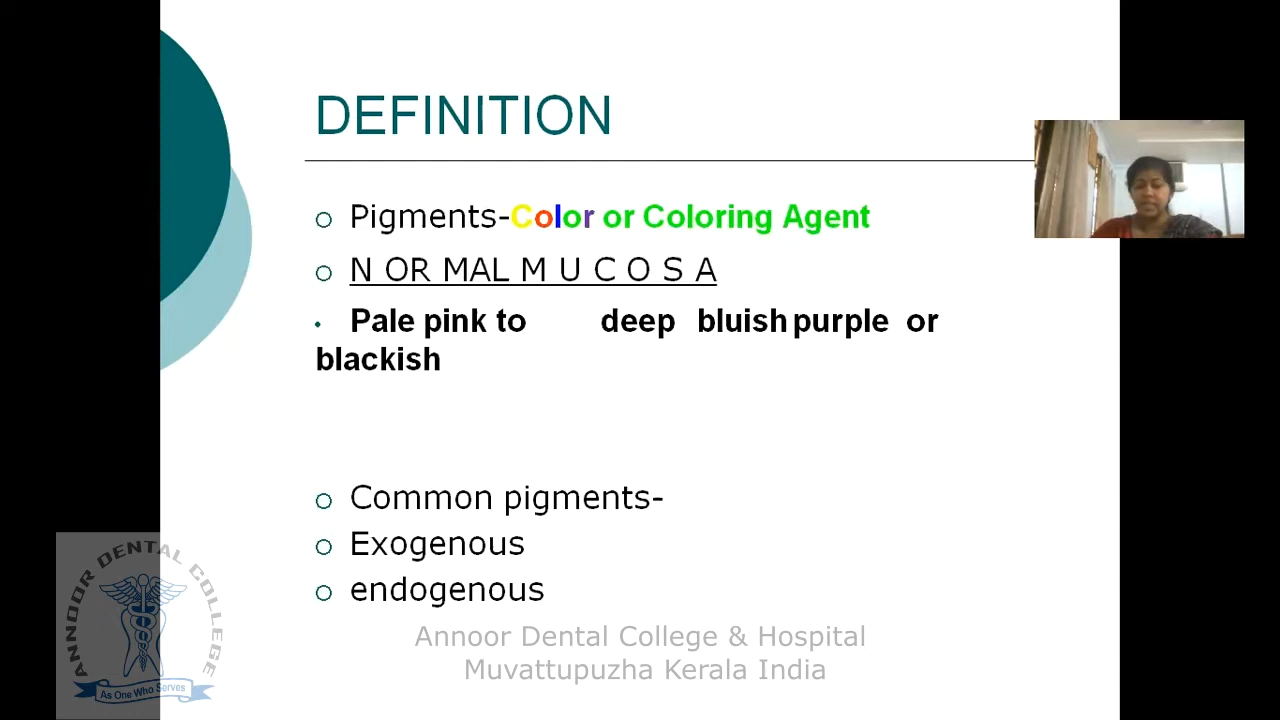 DEFINITION
Pigments-Color or Coloring Agent
N OR MAL M U C O S A
Pale pink to deep bluish purple or
blackish
Common pigments-
Exogenous
endogenous
Annoor Dental College & Hospital
Muvattupuzha Kerala India
ANNOOR DENTAL COLLEGE
As One Who Serves